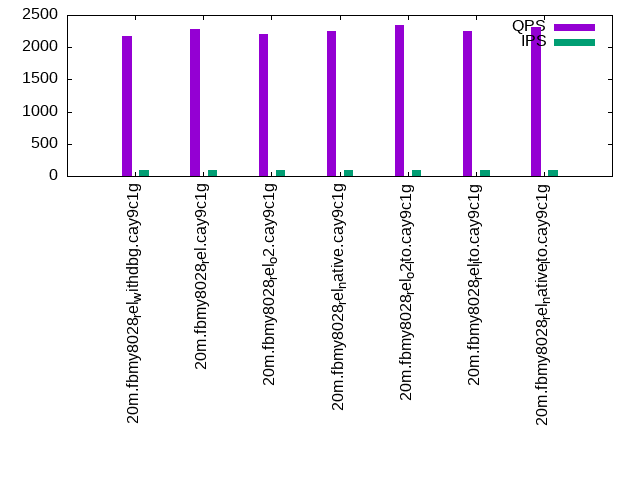 2500
2000
1500
1000
500
0
QPS
IPS
20m.fbmy8028relwithdbg.cay9c1g
20m.fbmy8028rel.cay9c1g
20m.fbmy8028relo2.cay9c1g
20m.fbmy8028relnative.cay9c1g
20m.fbmy8028relo2lto.cay9c1g
20m.fbmy8028rellto.cay9c1g
20m.fbmy8028relnativelto.cay9c1g